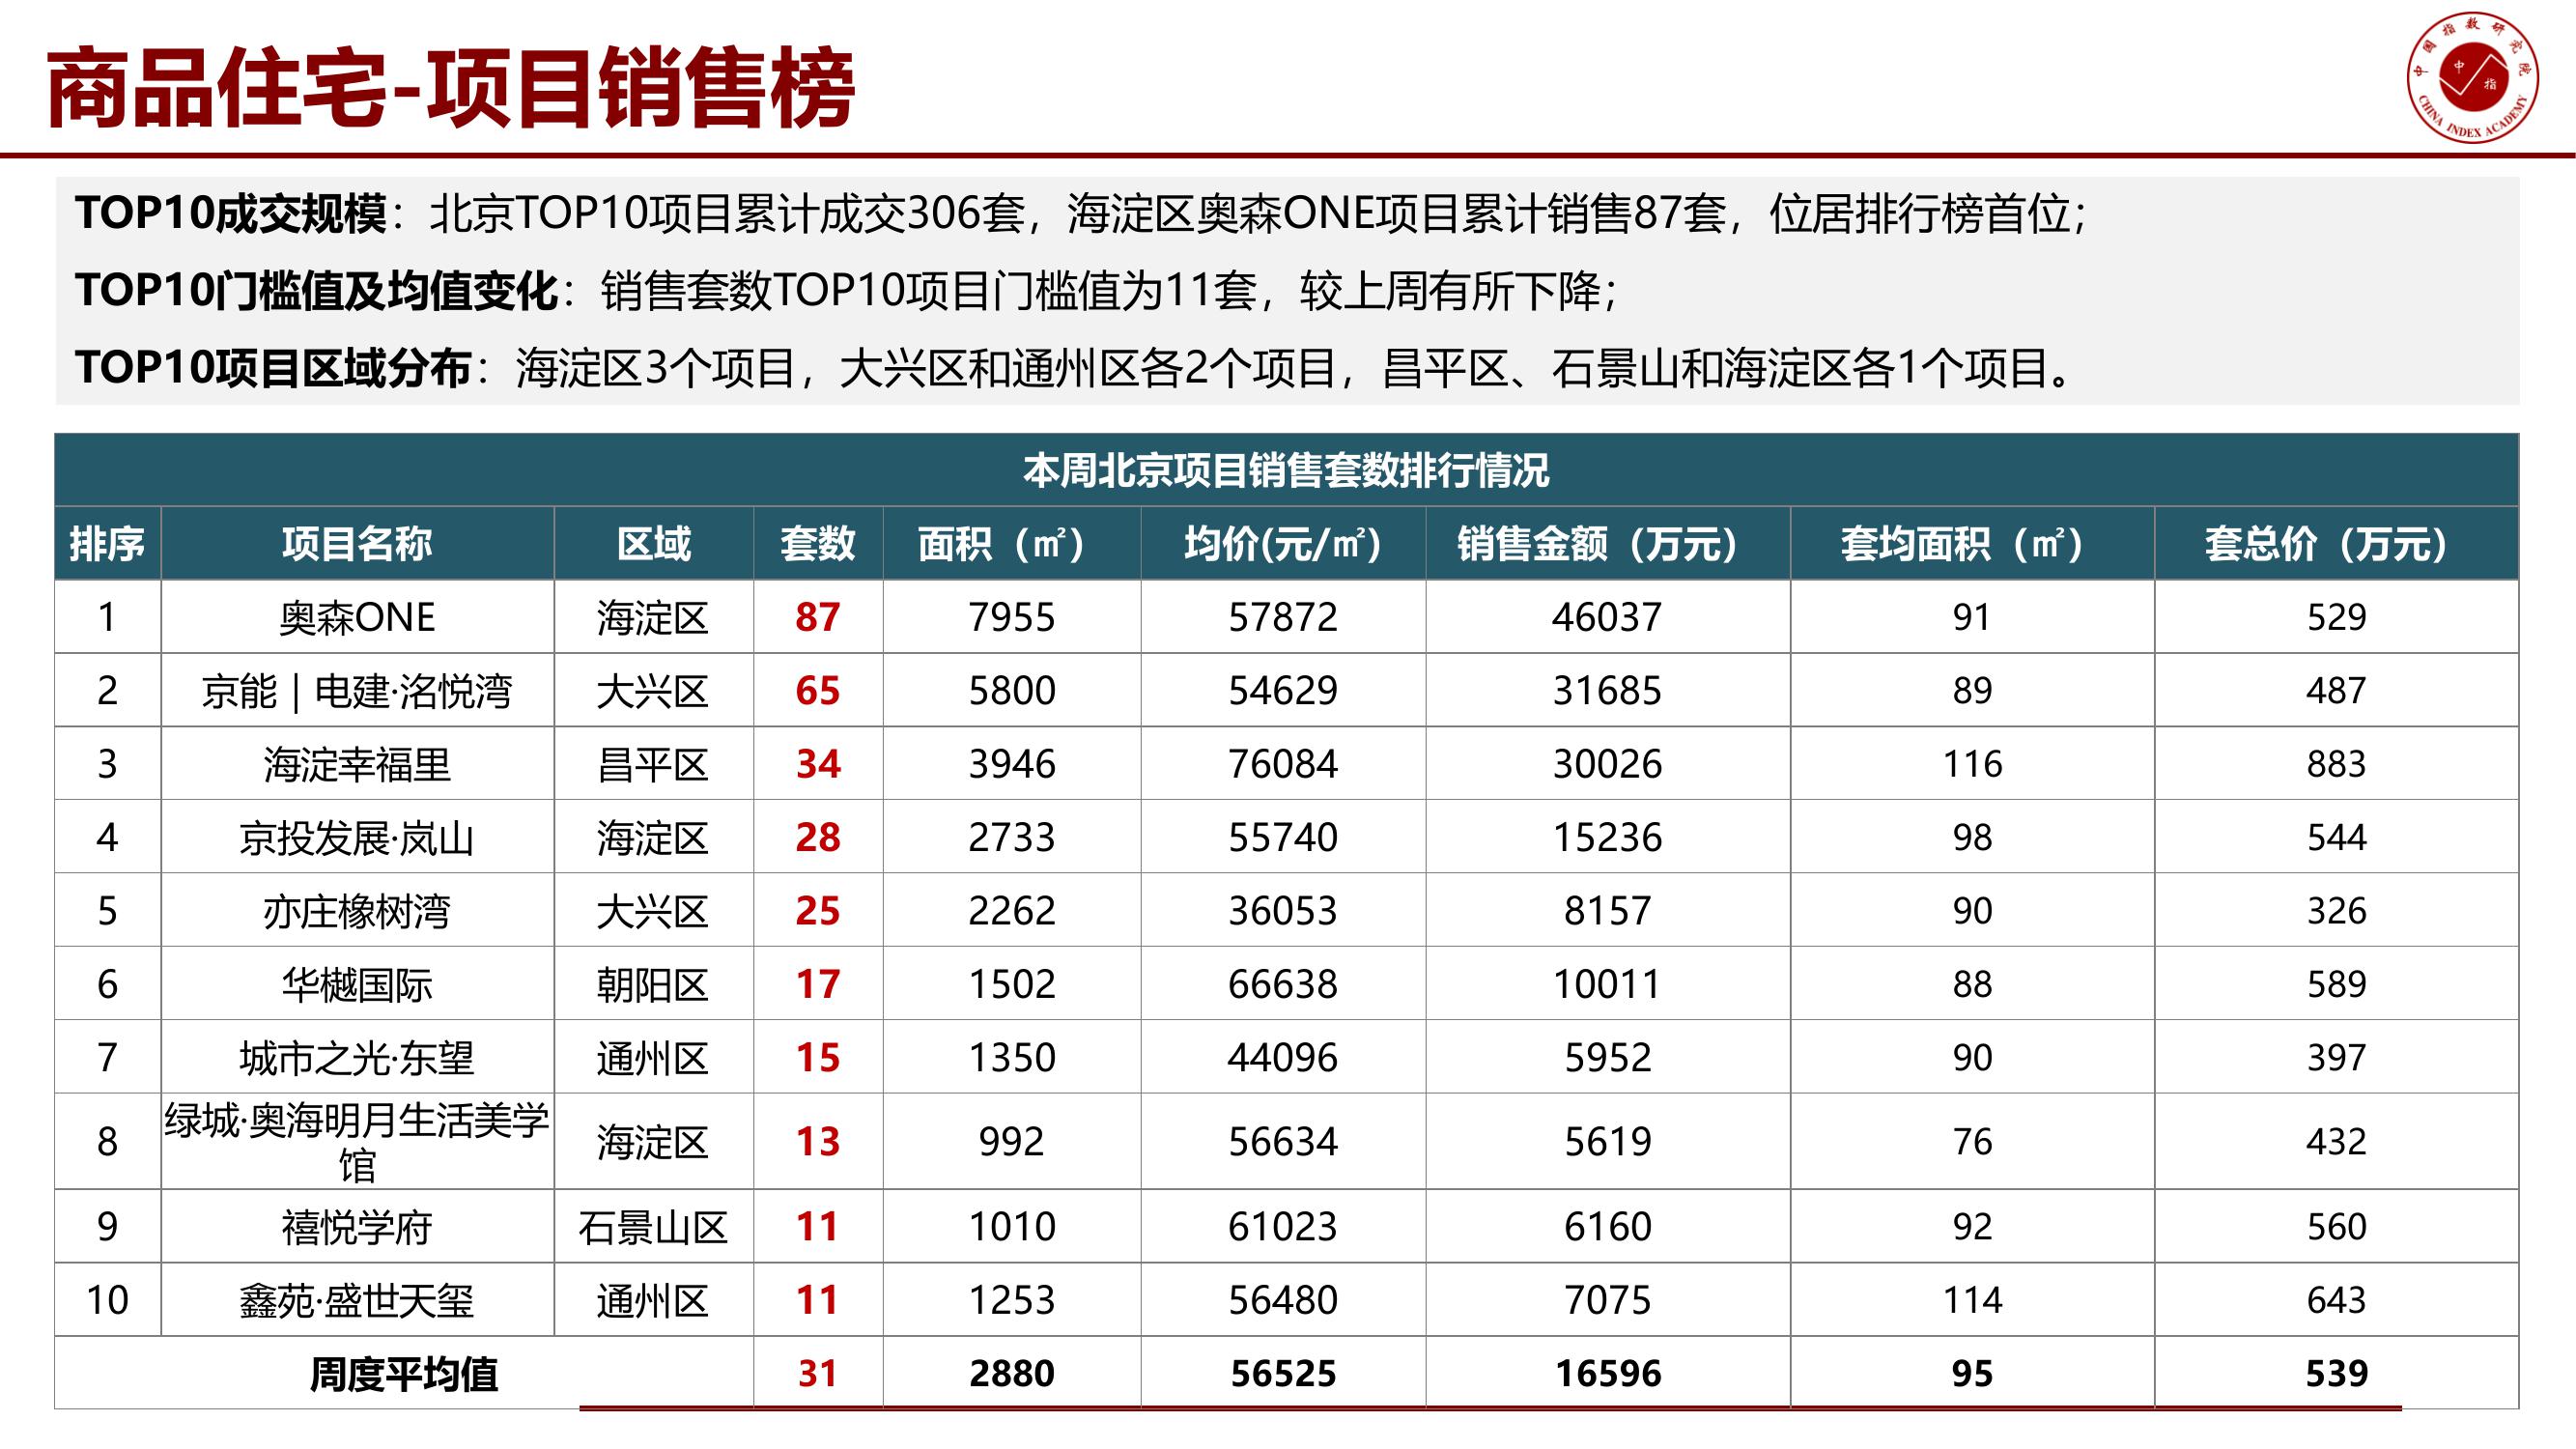 商品住宅-项目销售榜
中国指数研究院
中指
CHINA INDEX ACADEMY
TOP10成交规模：北京TOP10项目累计成交306套，海淀区奥森ONE项目累计销售87套，位居排行榜首位；
TOP10门槛值及均值变化：销售套数TOP10项目门槛值为11套，较上周有所下降；
TOP10项目区域分布：海淀区3个项目，大兴区和通州区各2个项目，昌平区、石景山和海淀区各1个项目。
本周北京项目销售套数排行情况
排序 项目名称 区域 套数 面积（㎡） 均价(元/㎡) 销售金额（万元） 套均面积（㎡） 套总价（万元）
1 奥森ONE 海淀区 87 7955 57872 46037 91 529
2 京能｜电建·洺悦湾 大兴区 65 5800 54629 31685 89 487
3 海淀幸福里 昌平区 34 3946 76084 30026 116 883
4 京投发展·岚山 海淀区 28 2733 55740 15236 98 544
5 亦庄橡树湾 大兴区 25 2262 36053 8157 90 326
6 华樾国际 朝阳区 17 1502 66638 10011 88 589
7 城市之光·东望 通州区 15 1350 44096 5952 90 397
8 绿城·奥海明月生活美学
馆 海淀区 13 992 56634 5619 76 432
9 禧悦学府 石景山区 11 1010 61023 6160 92 560
10 鑫苑·盛世天玺 通州区 11 1253 56480 7075 114 643
周度平均值 31 2880 56525 16596 95 539